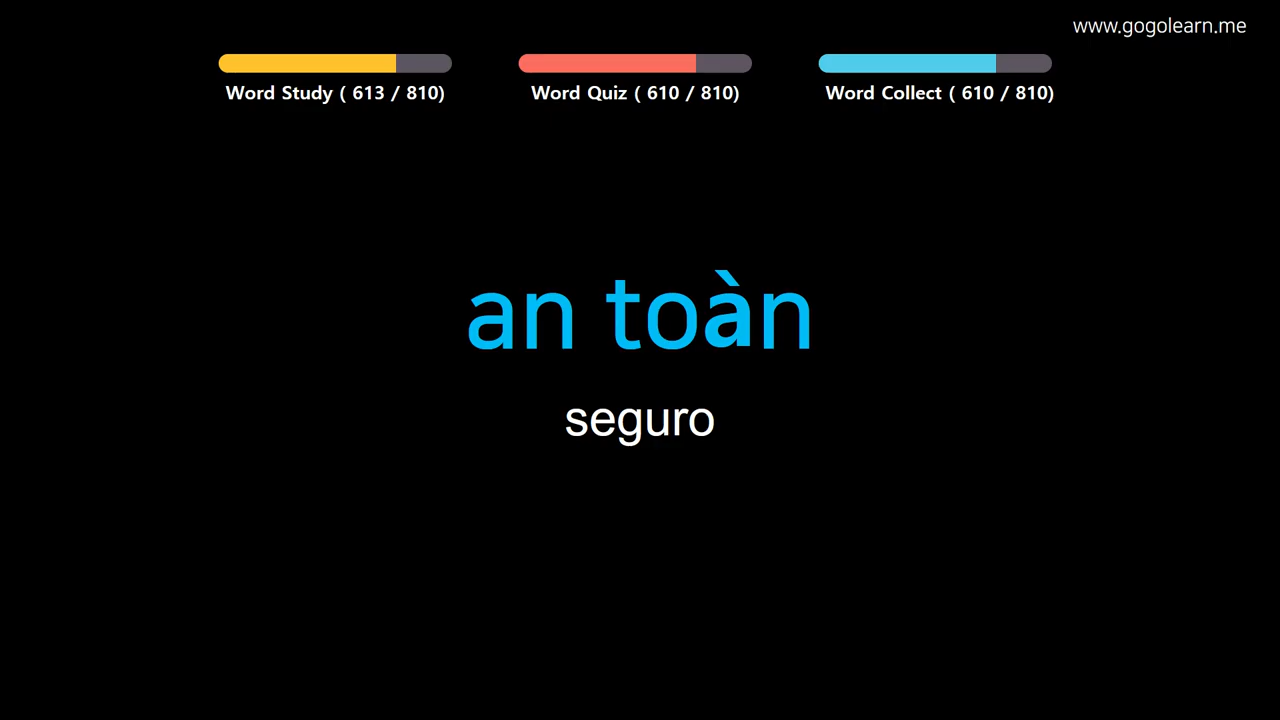 www.gogolearn.me
Word Study ( 613 / 810)
Word Quiz ( 610 / 810)
Word Collect ( 610 / 810)
an toàn
seguro